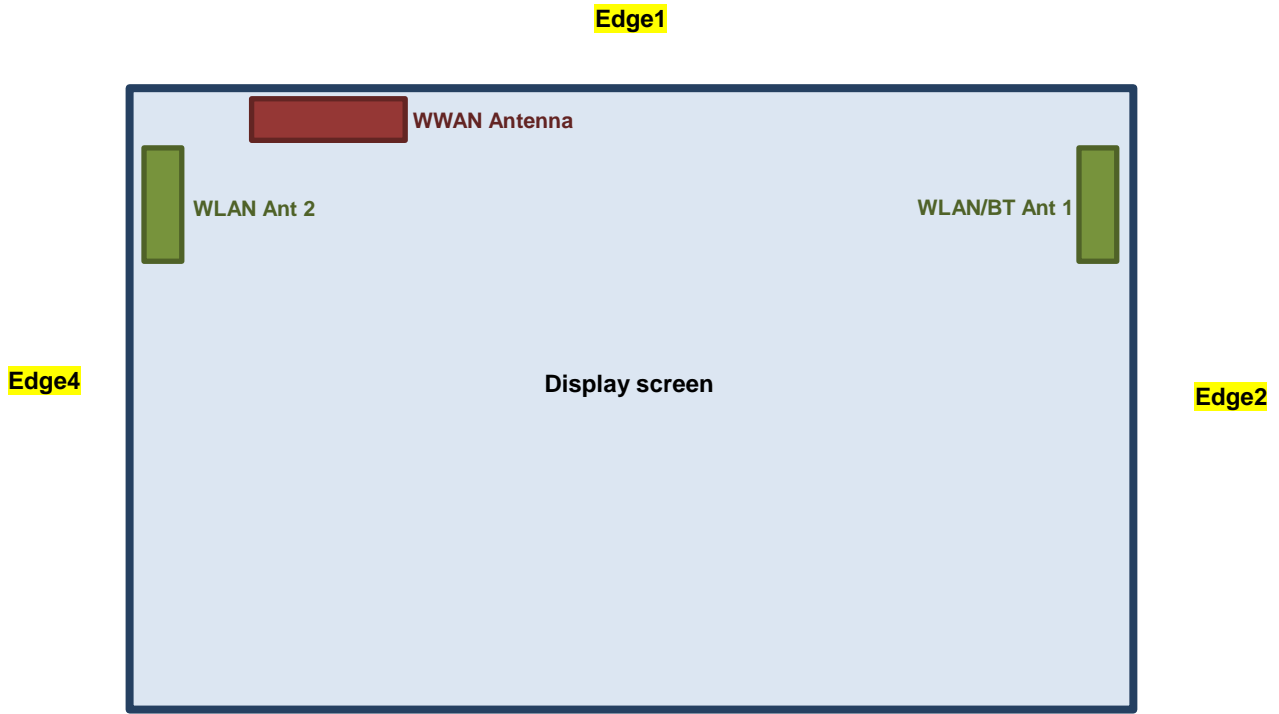 Edge1
WWAN Antenna
WLAN Ant 2
WLAN/BT Ant 1
Edge4
Display screen
Edge2